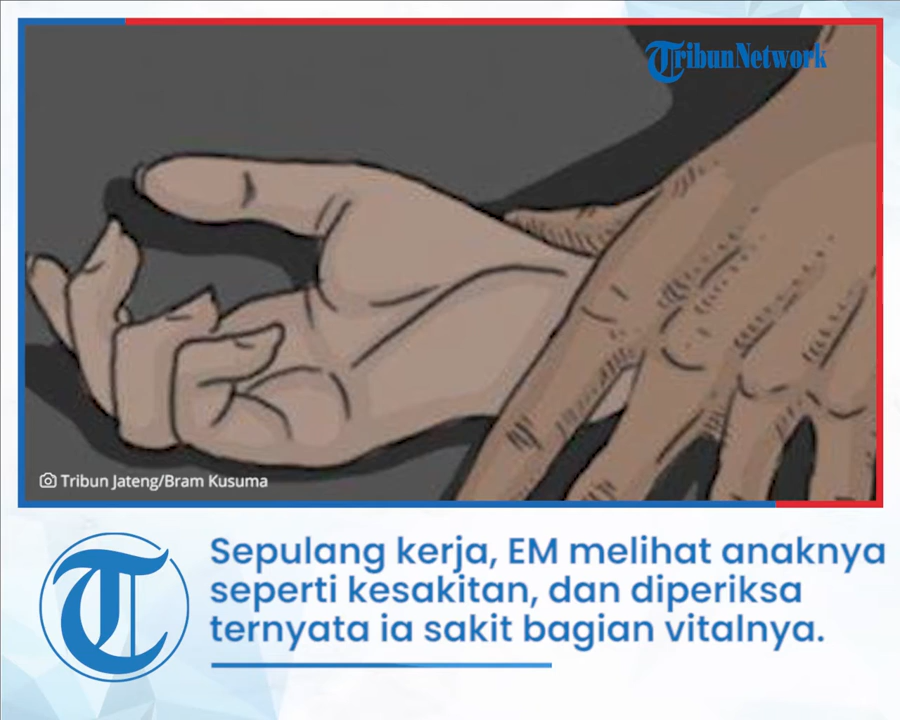 TribunNetwork
Tribun Jateng/Bram Kusuma
Sepulang kerja, EM melihat anaknya
seperti kesakitan, dan diperiksa
ternyata ia sakit bagian vitalnya.
T